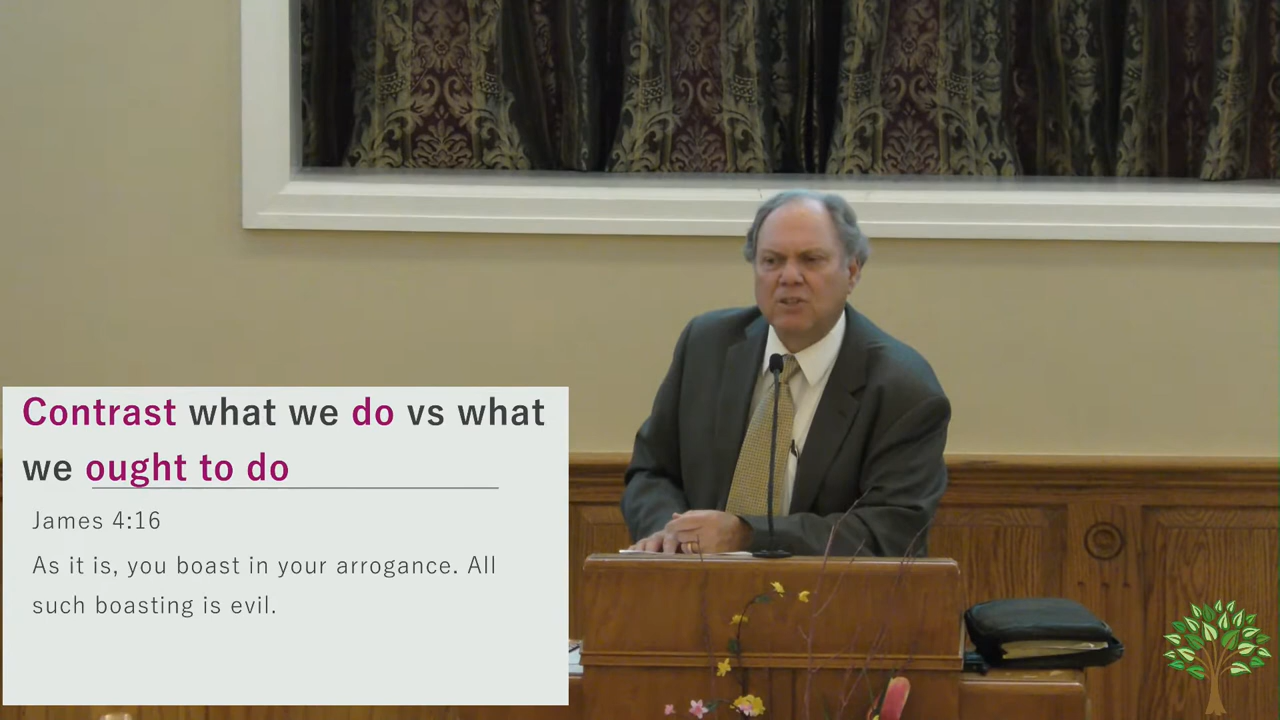 Contrast what we do vs what
we ought to do
James 4:16
As it is, you boast in your arrogance. All
such boasting is evil.